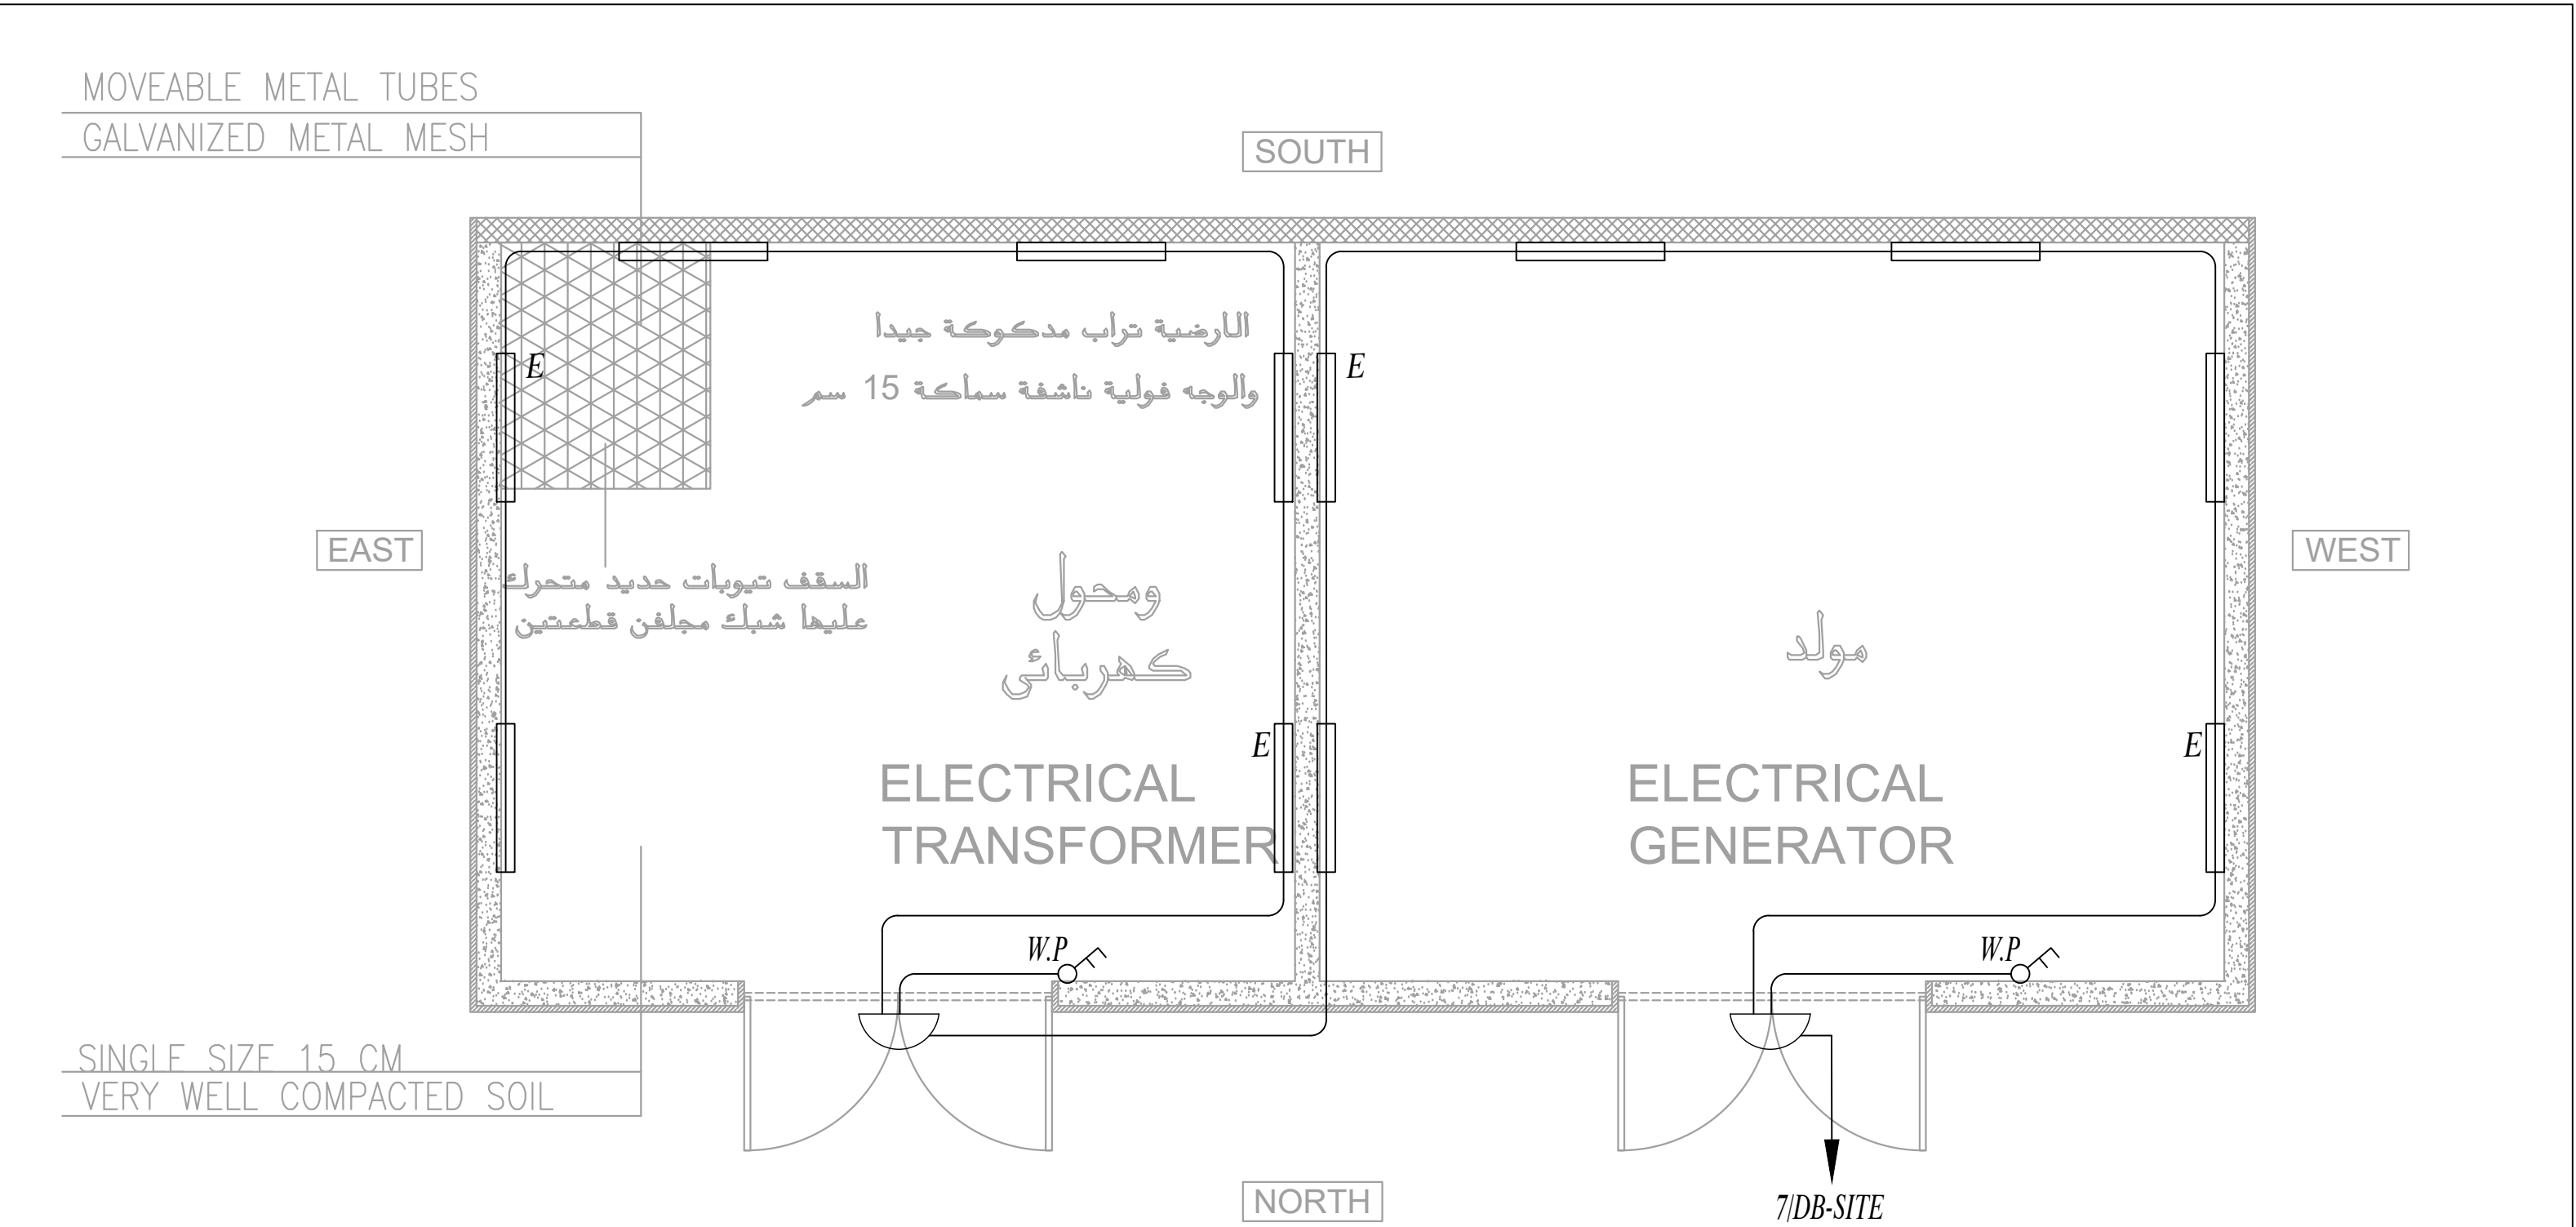 MOVEABLE METAL TUBES
GALVANIZED METAL MESH
SOUTH
الارضية تراب مدكوكة جيدا
والوجه فولية ناشفة سماكة 15 سم
E
E
EAST
WEST
السقف تيوبات حديد متحرك
عليها شبك مجلفن قطعتين
ومحول
كهربائى
مولد
E
E
ELECTRICAL
TRANSFORMER
ELECTRICAL
GENERATOR
W.P
W.P
SINGLE SIZE 15 CM
VERY WELL COMPACTED SOIL
NORTH
7/DB-SITE